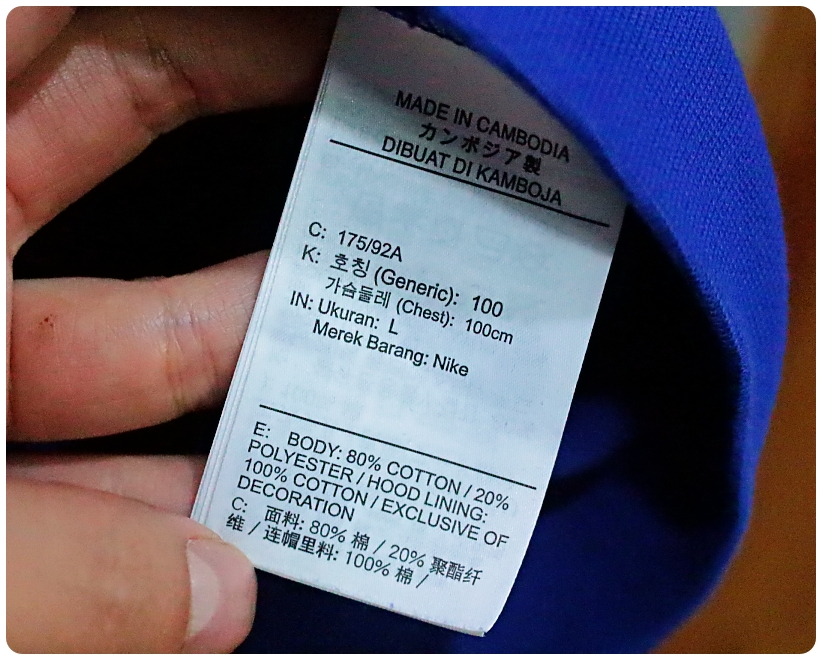 MADE IN CAMBODIA
カンボジア製
DIBUAT DI KAMBOJA
C: 175/92A
K: 호칭 (Generic): 100
가슴둘레 (Chest): 100cm
IN: Ukuran: L
Merek Barang: Nike
E: BODY: 80% COTTON / 20%
POLYESTER / HOOD LINING:
100% COTTON / EXCLUSIVE OF
DECORATION
C: 面料: 80% 棉 / 20% 聚酯纤
维 / 连帽里料: 100% 棉 /